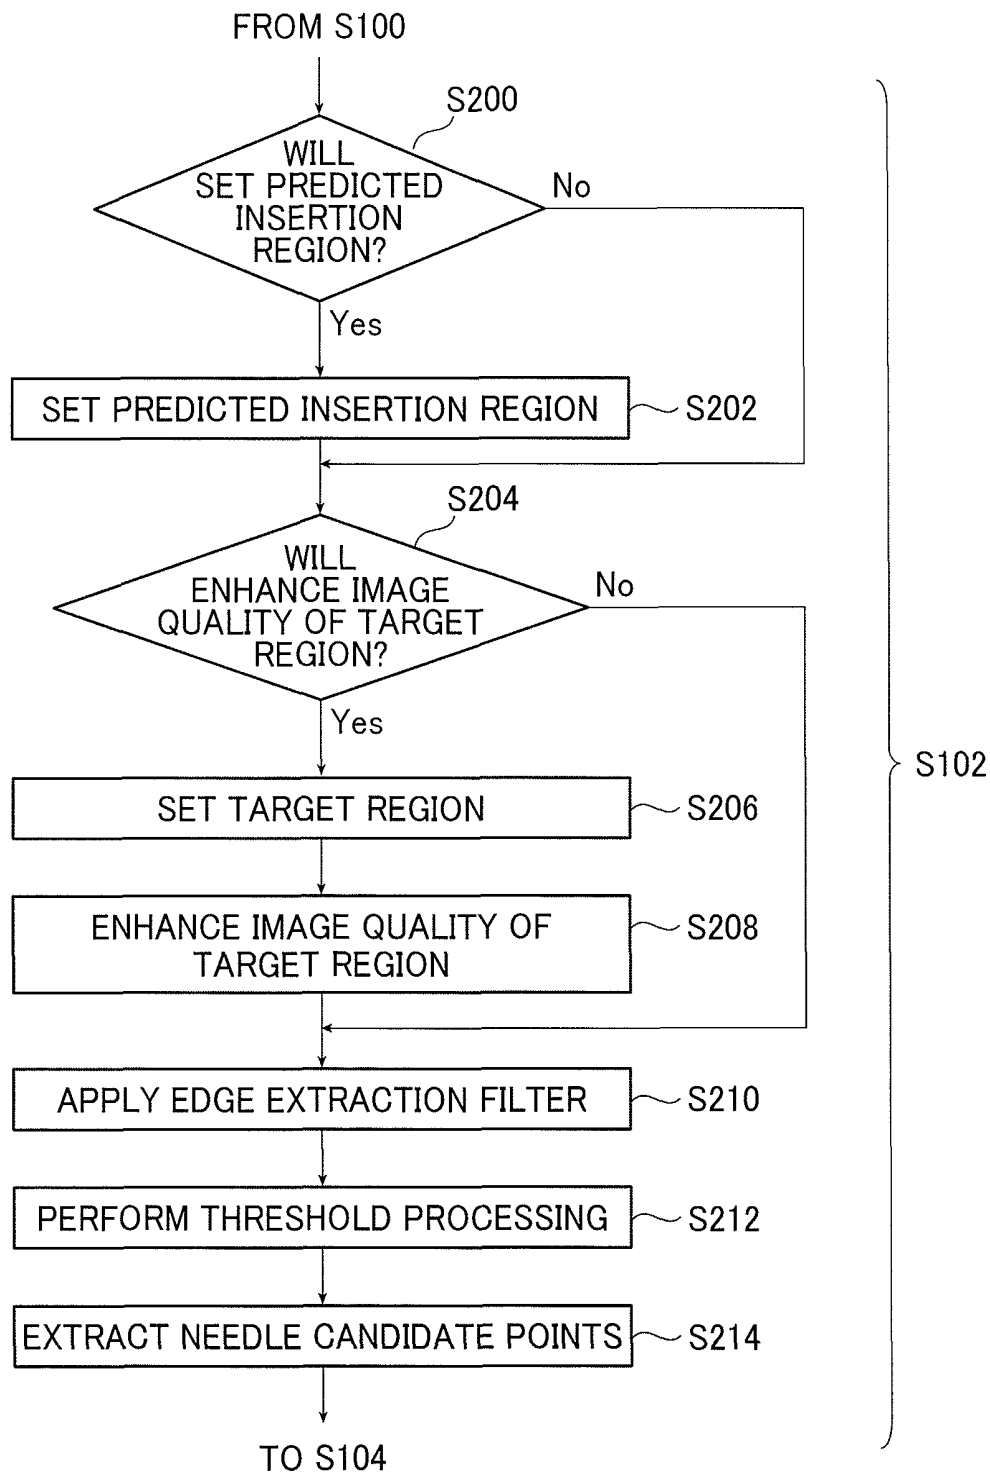 FROM S100
S200
WILL
SET PREDICTED
INSERTION
REGION?
No
Yes
SET PREDICTED INSERTION REGION
S202
S204
WILL
ENHANCE IMAGE
QUALITY OF TARGET
REGION?
No
Yes
S102
SET TARGET REGION
S206
ENHANCE IMAGE QUALITY OF
TARGET REGION
S208
APPLY EDGE EXTRACTION FILTER
S210
PERFORM THRESHOLD PROCESSING
S212
EXTRACT NEEDLE CANDIDATE POINTS
S214
TO S104